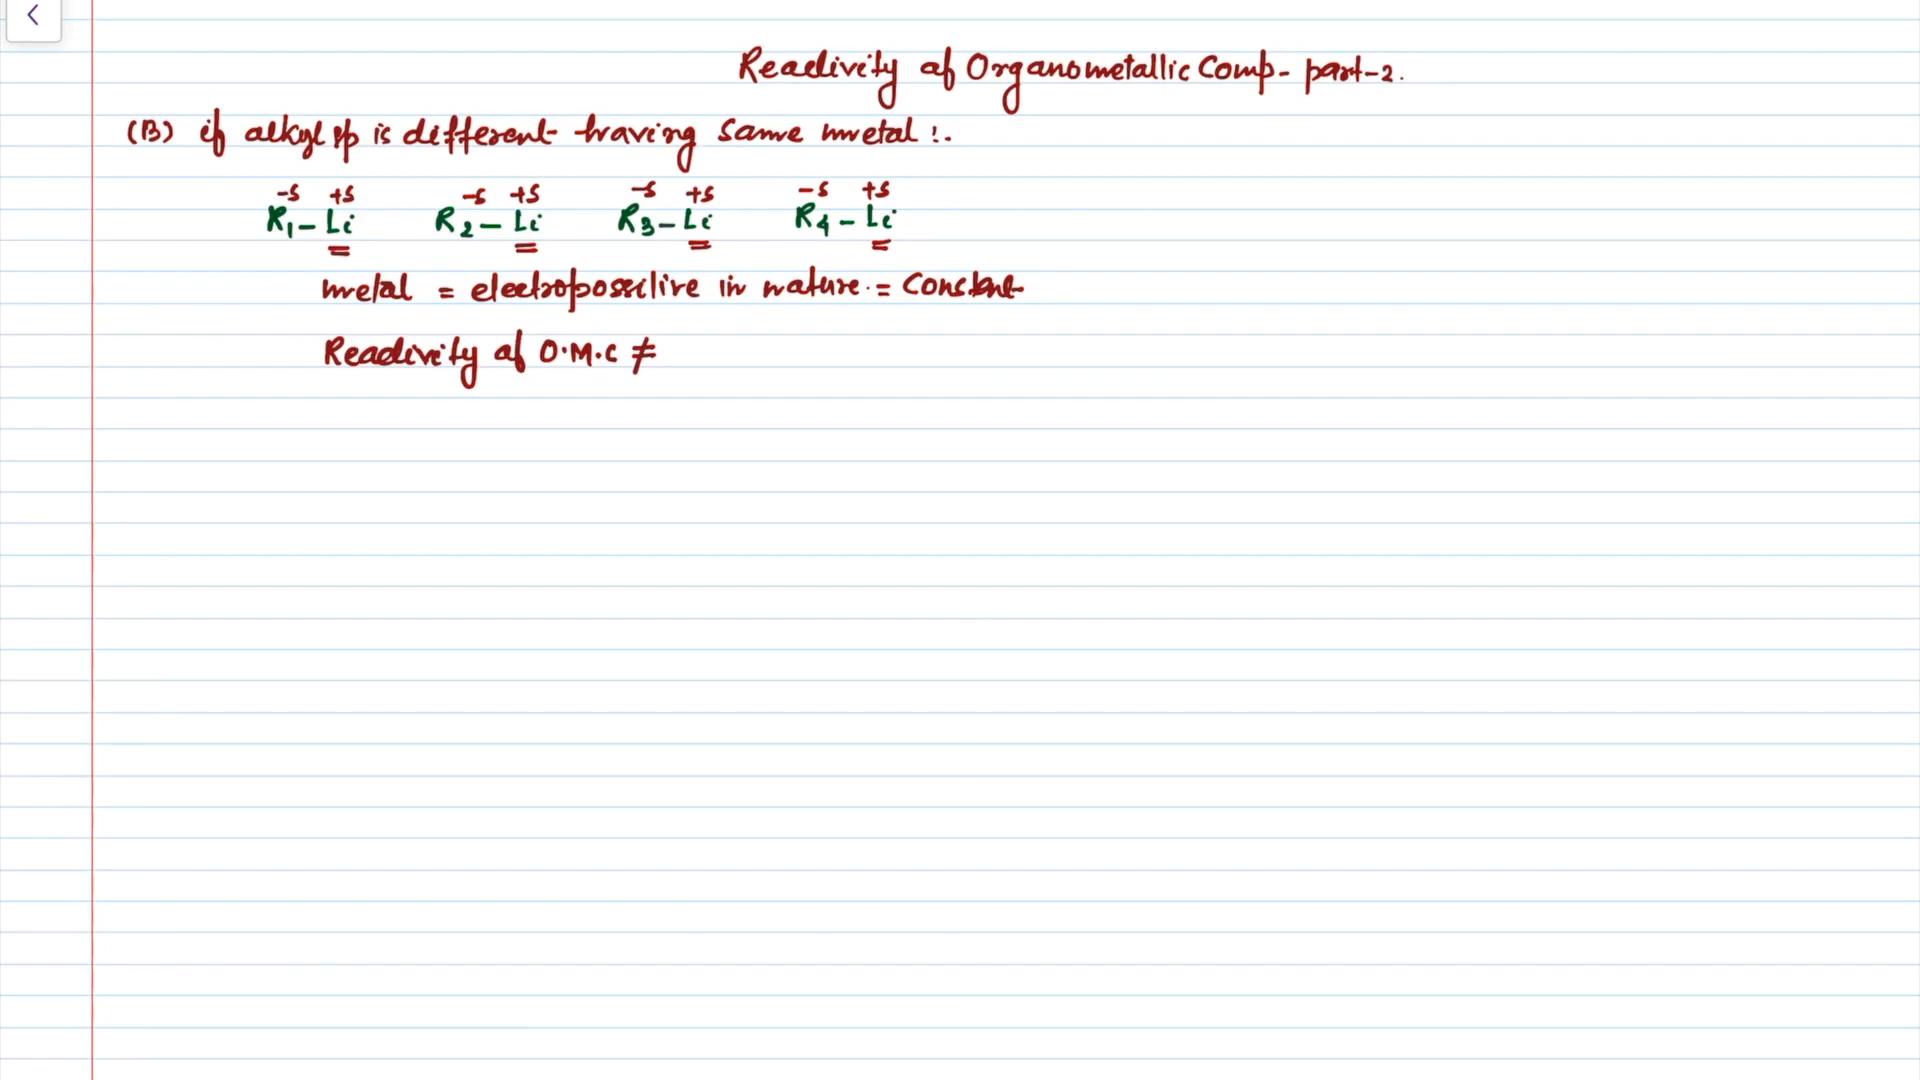 Reactivity of Organometallic Comp- part-2.
(B) if alkyl gp is different having same metal :-
-δ +δ -δ +δ -δ +δ -δ +δ
R1-Li R2-Li R3-Li R4-Li
metal = electropossitive in nature. = Constant
Reactivity of O.M.C ≠